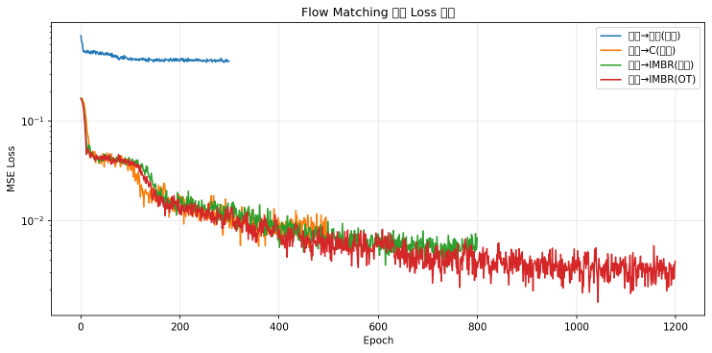 Flow Matching Loss
→ ( )
→C( )
→IMBR( )
→IMBR(OT)
MSE Loss
10⁻¹
10⁻²
0
200
400
600
800
1000
1200
Epoch